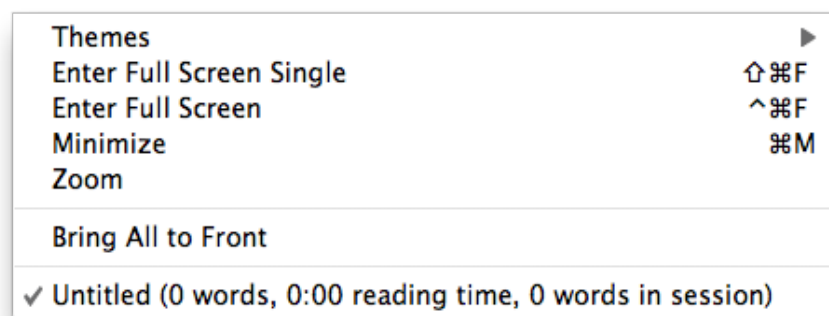 Themes ▶
Enter Full Screen Single ⇧⌘F
Enter Full Screen ^⌘F
Minimize ⌘M
Zoom
Bring All to Front
✓ Untitled (0 words, 0:00 reading time, 0 words in session)